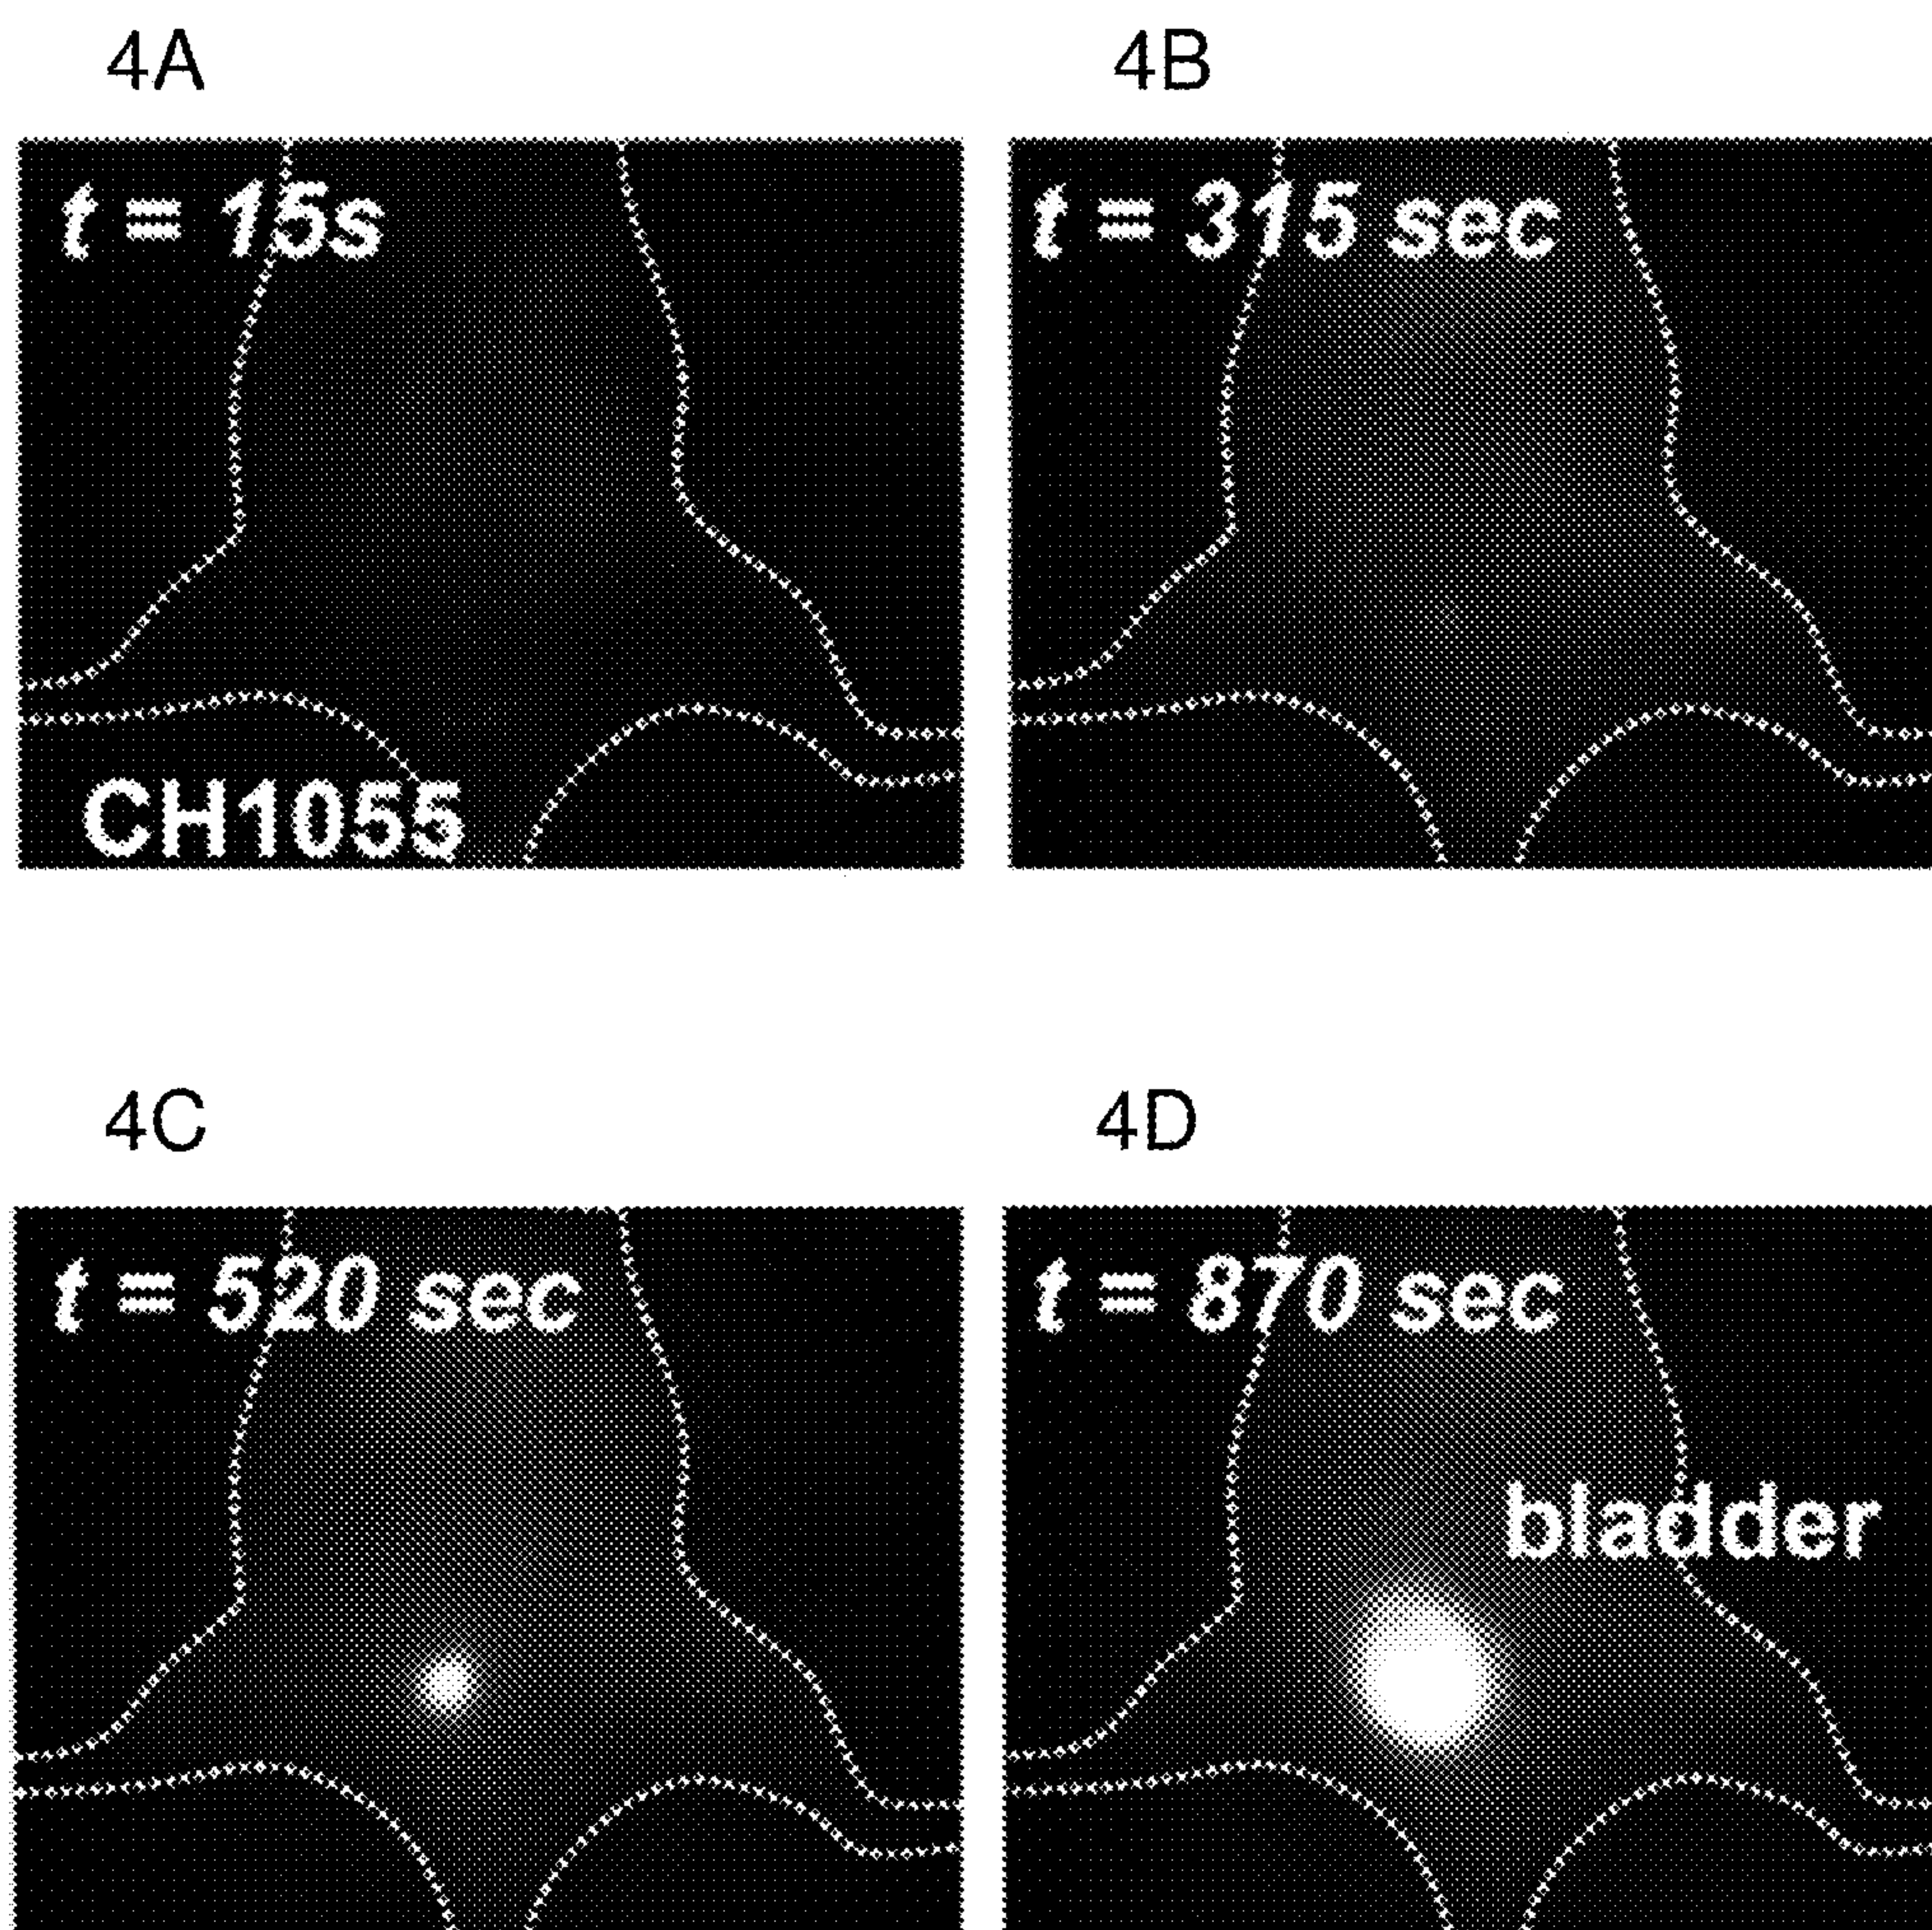 4A
4B
t = 15s
t = 315 sec
CH1055
4C
4D
t = 520 sec
t = 870 sec
bladder